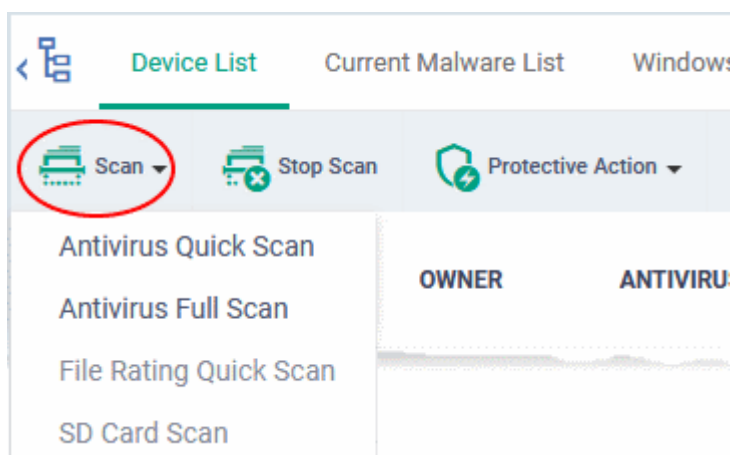 Device List Current Malware List Windows
Scan Stop Scan Protective Action
Antivirus Quick Scan
OWNER ANTIVIRUS
Antivirus Full Scan
File Rating Quick Scan
SD Card Scan